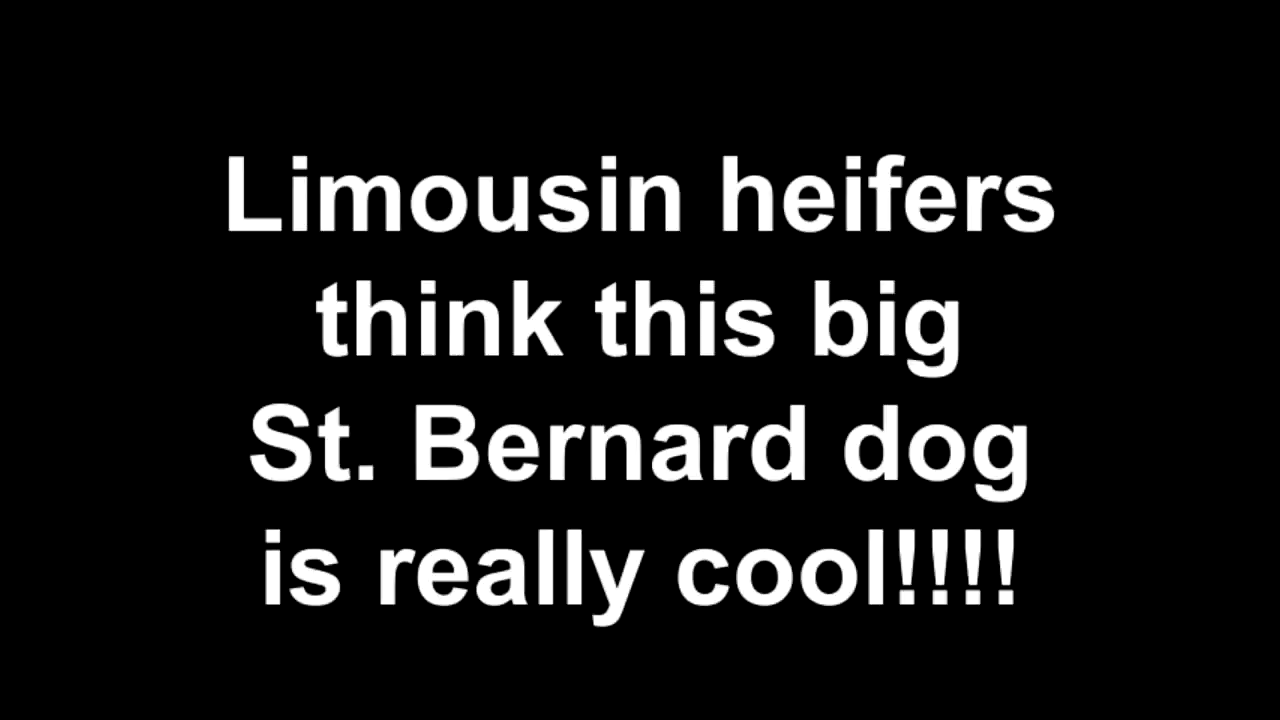 Limousin heifers
think this big
St. Bernard dog
is really cool!!!!